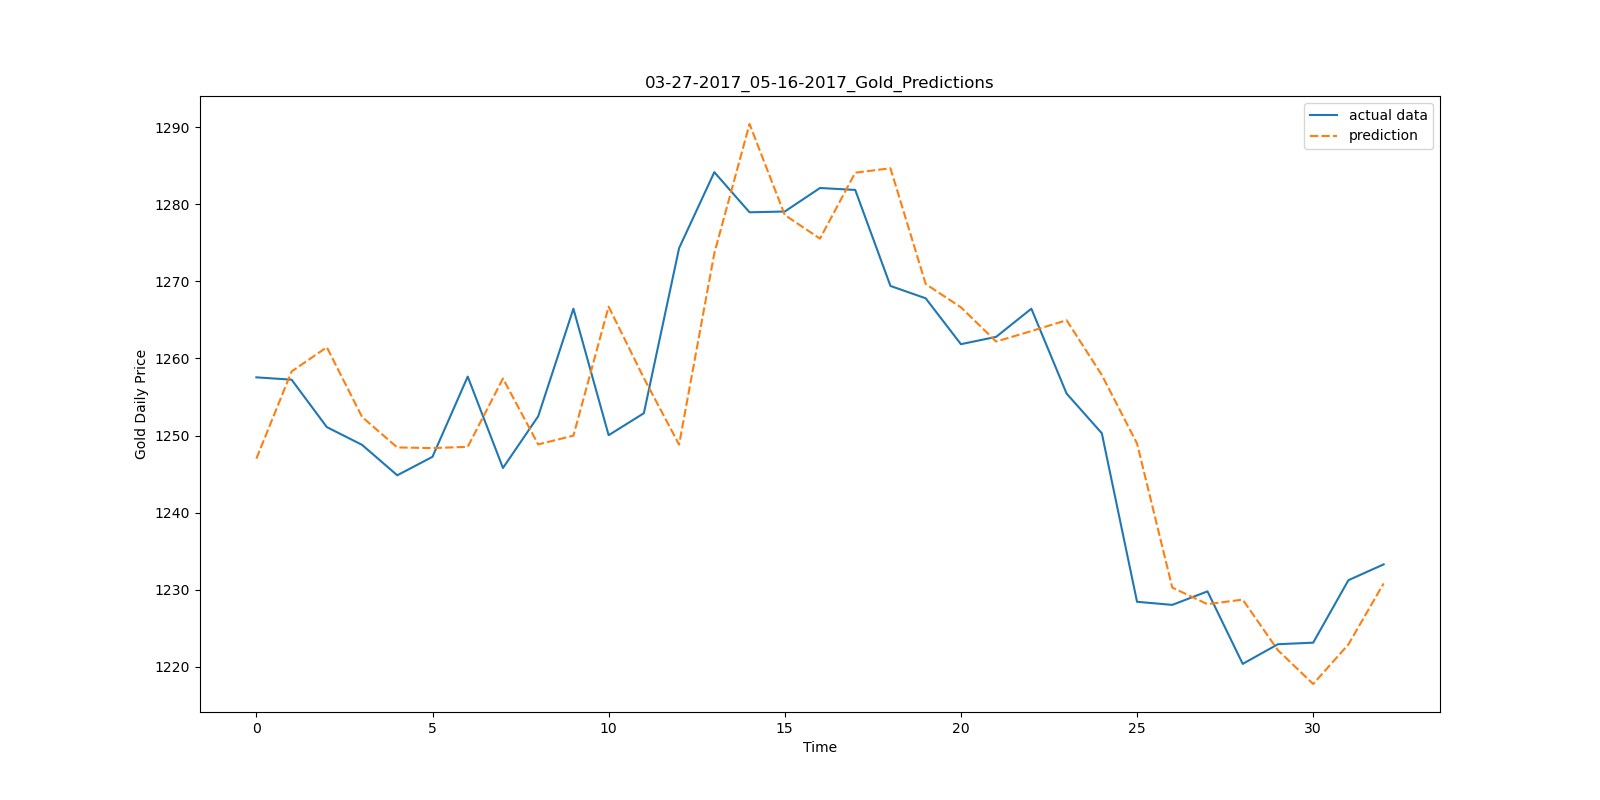 03-27-2017_05-16-2017_Gold_Predictions
actual data
prediction
Gold Daily Price
1290
1280
1270
1260
1250
1240
1230
1220
0 5 10 15 20 25 30
Time